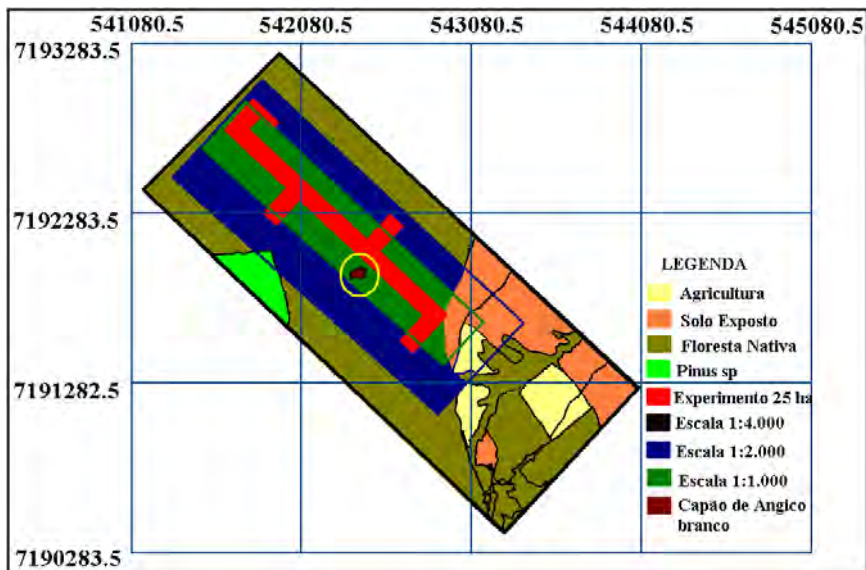 541080.5 542080.5 543080.5 544080.5 545080.5
7193283.5
7192283.5
7191282.5
7190283.5
LEGENDA
Agricultura
Solo Exposto
Floresta Nativa
Pinus sp
Experimento 25 ha
Escala 1:4.000
Escala 1:2.000
Escala 1:1.000
Capão de Angico
branco